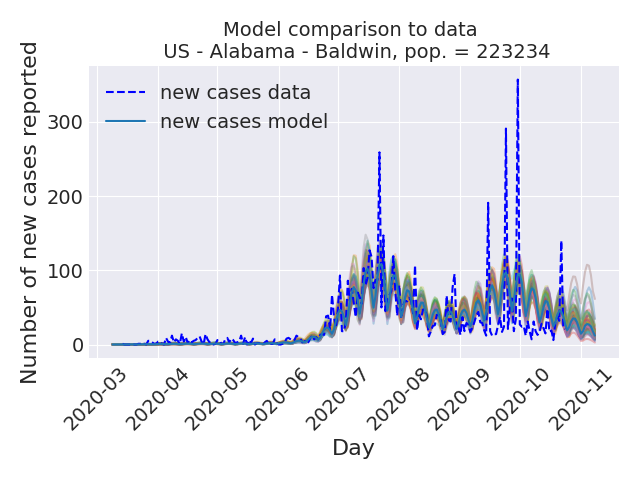 Model comparison to data
US - Alabama - Baldwin, pop. = 223234
Number of new cases reported
new cases data
new cases model
300
200
100
0
2020-03
2020-04
2020-05
2020-06
2020-07
2020-08
2020-09
2020-10
2020-11
Day